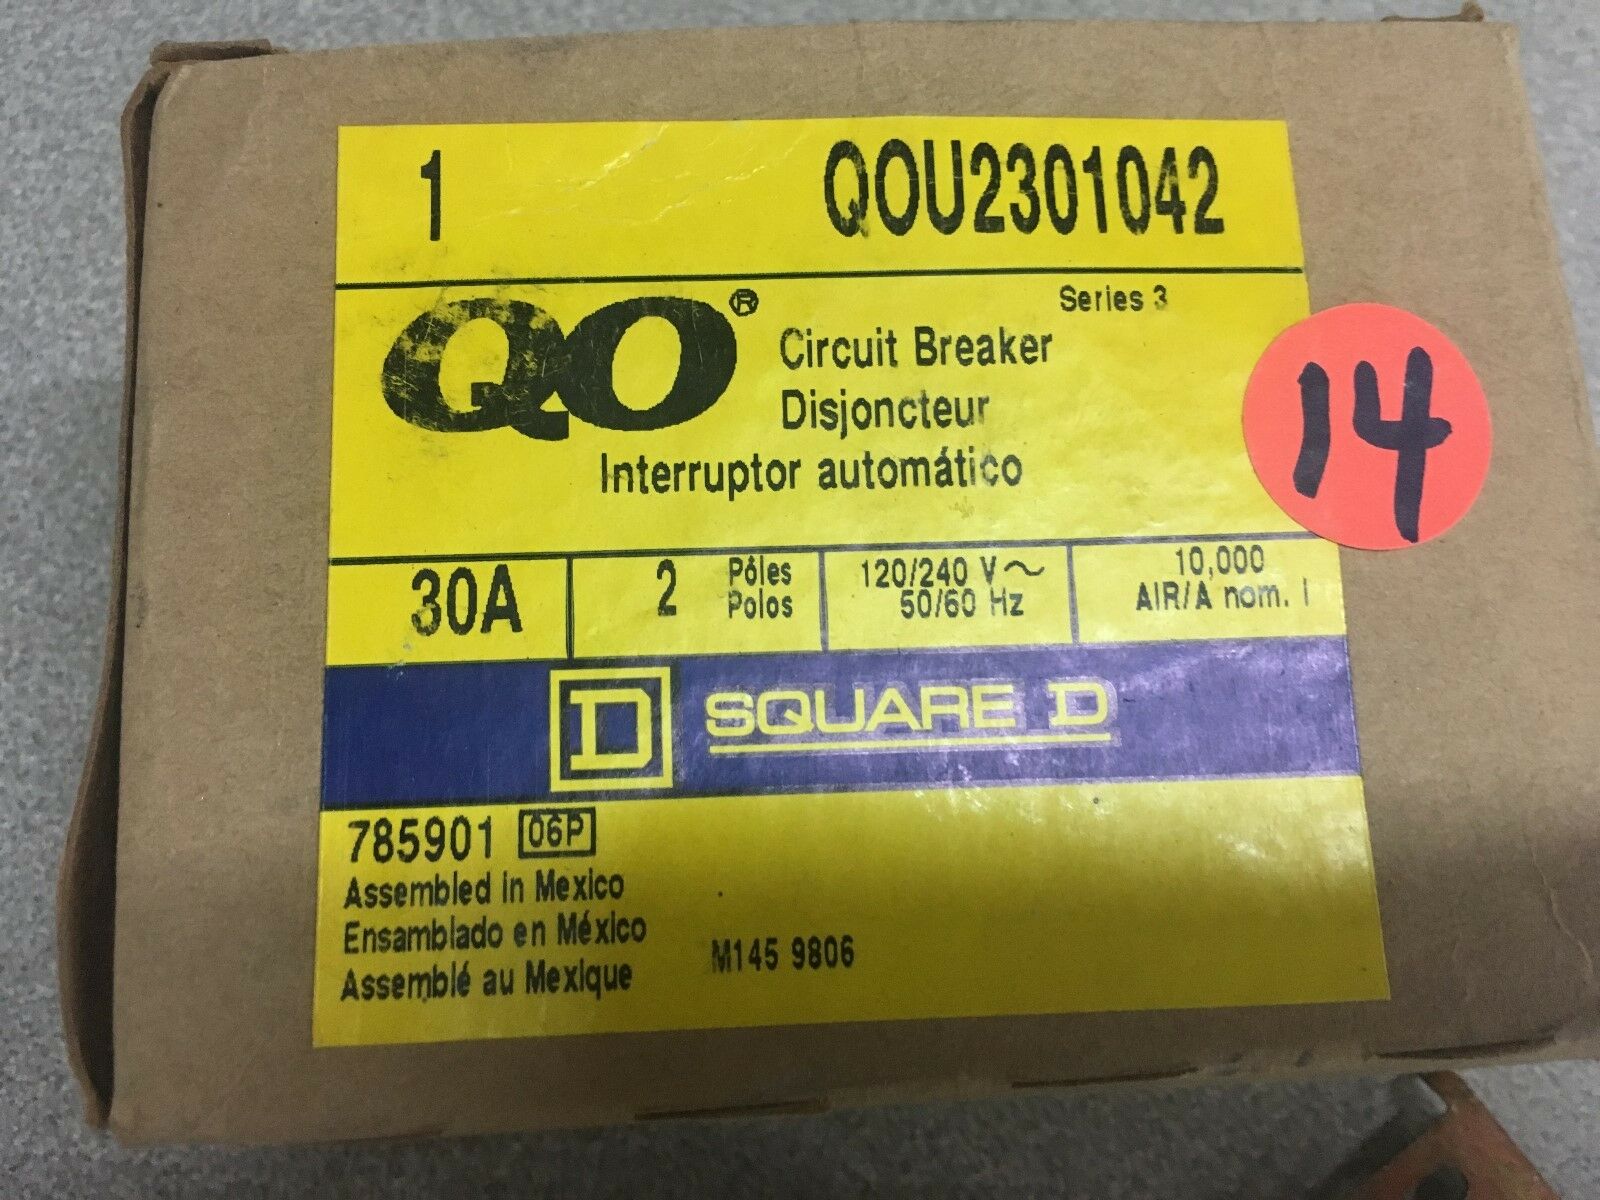 1 QOU2301042
QO® Series 3
Circuit Breaker
Disjoncteur
Interruptor automático
14
30A 2 Pôles Polos 120/240 V~ 50/60 Hz 10,000 AIR/A nom. I
D SQUARE D
785901 06P
Assembled in Mexico
Ensamblado en México
Assemblé au Mexique
M145 9806